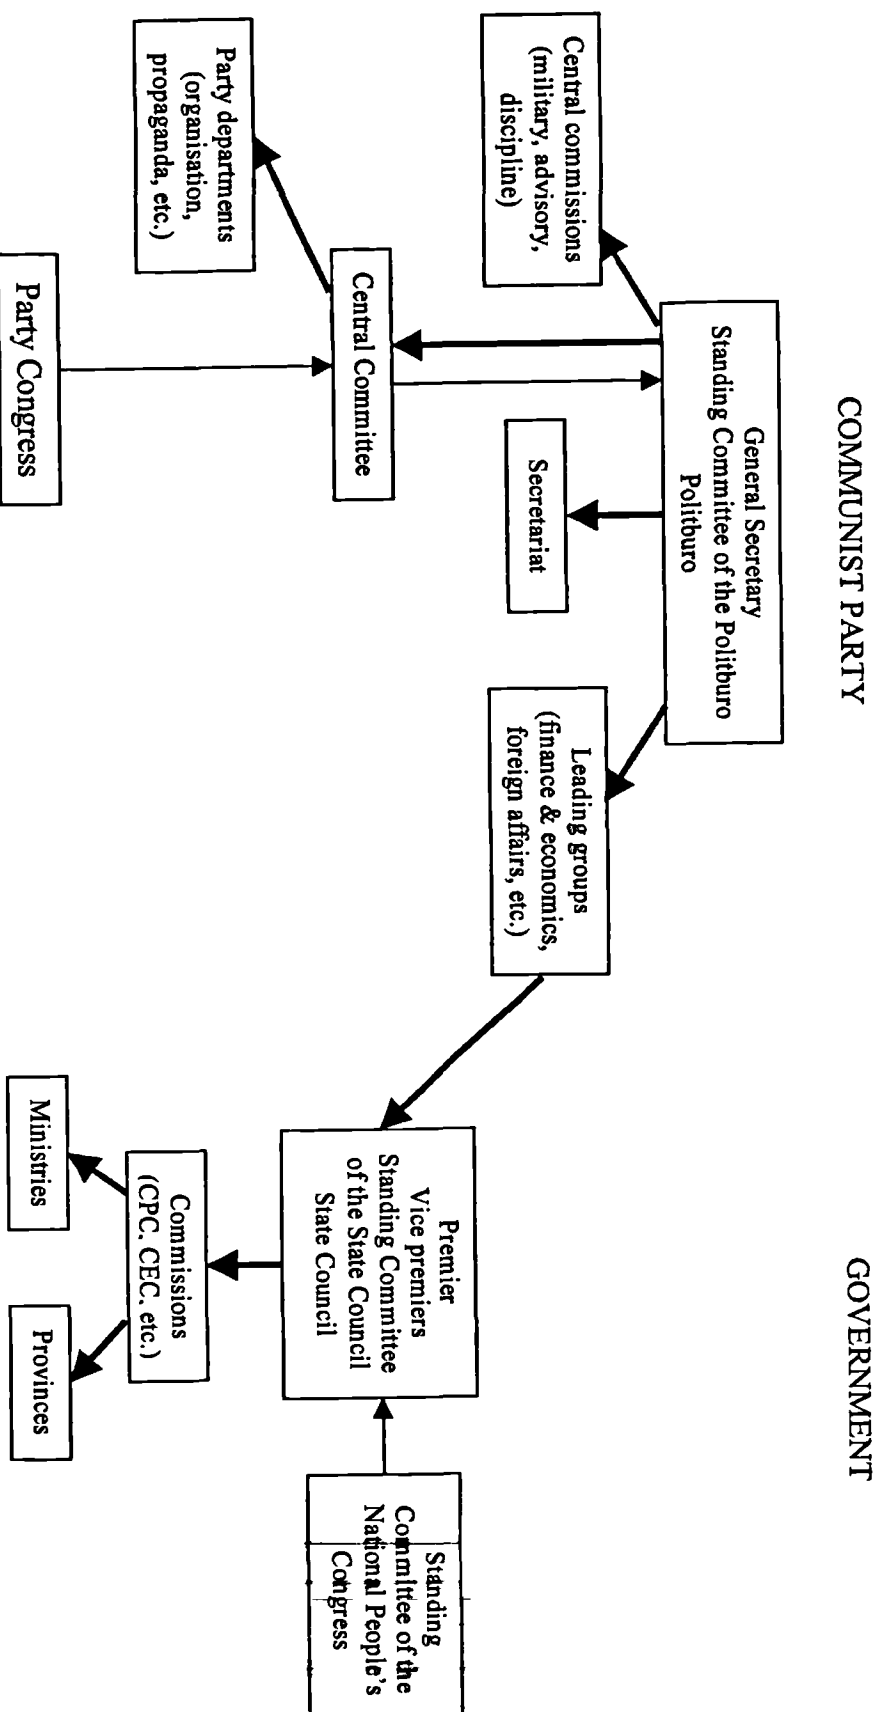 COMMUNIST PARTY
GOVERNMENT
General Secretary
Standing Committee of the Politburo
Politburo
Central commissions
(military, advisory,
discipline)
Secretariat
Leading groups
(finance & economics,
foreign affairs, etc.)
Central Committee
Party departments
(organisation,
propaganda, etc.)
Party Congress
Premier
Vice premiers
Standing Committee
of the State Council
State Council
Standing
Committee of the
National People's
Congress
Commissions
(CPC. CEC. etc.)
Ministries
Provinces